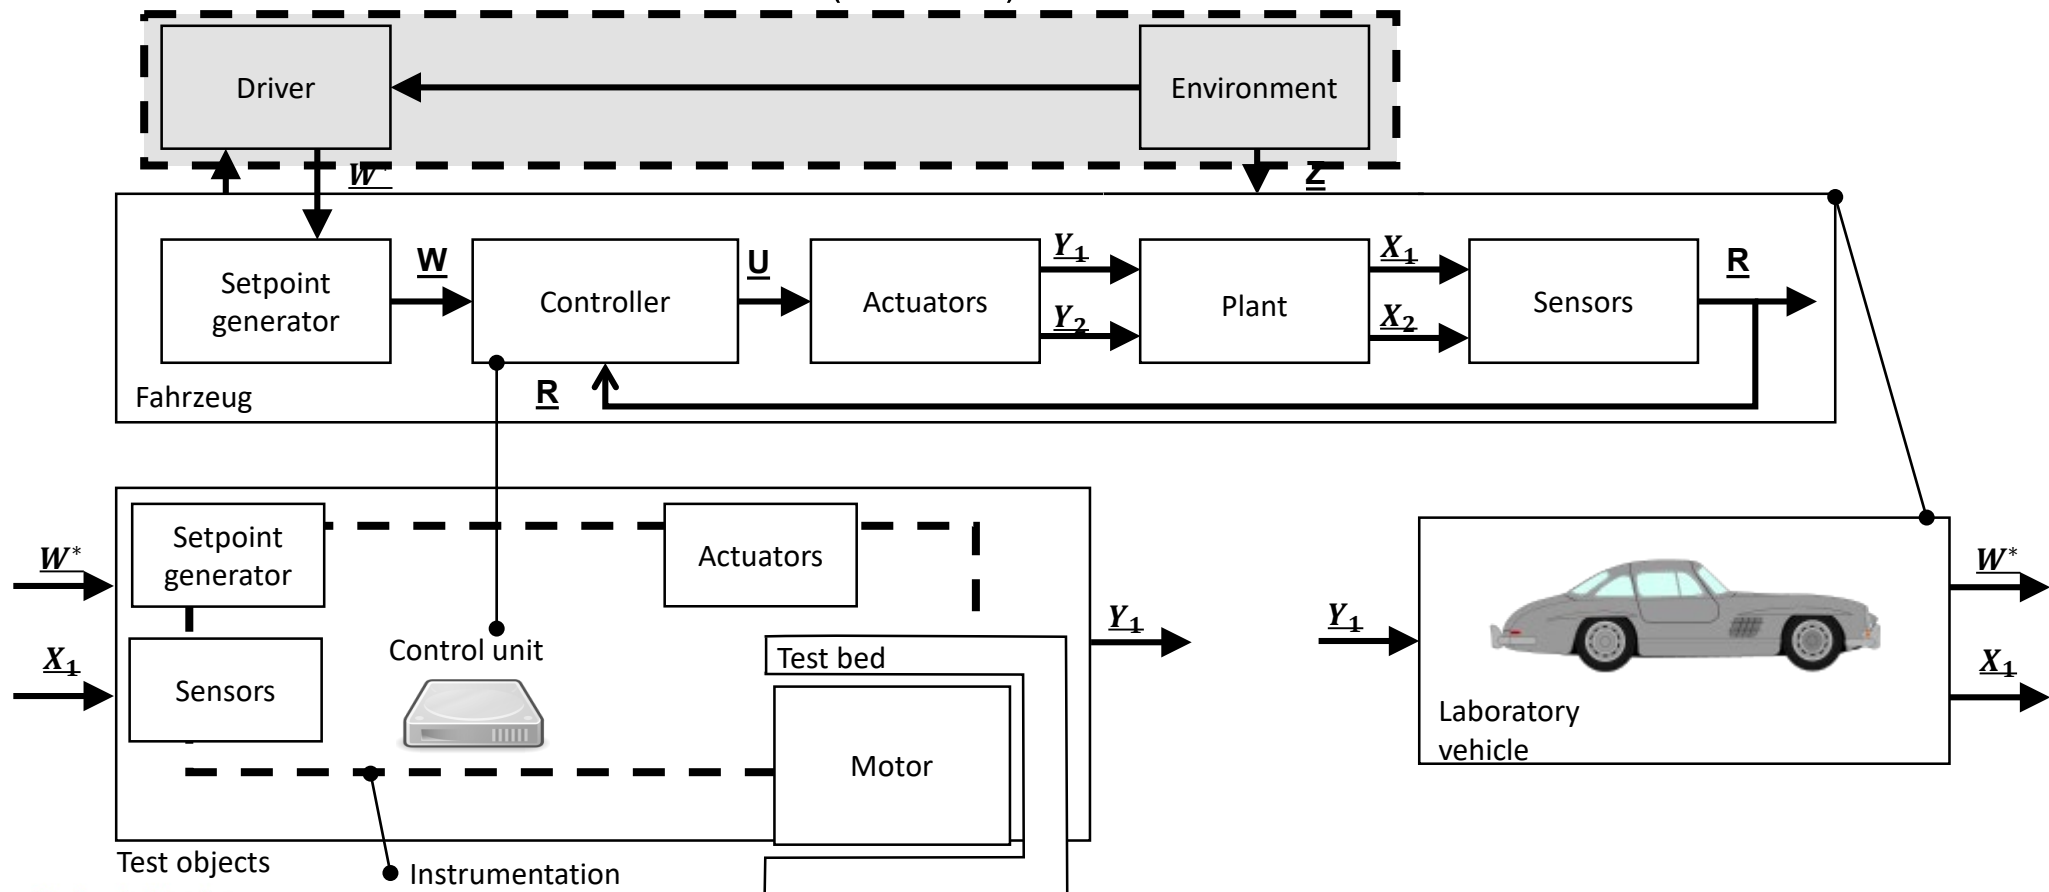 Driver
Environment
W*
Z
Setpoint
generator
W
Controller
U
Actuators
Y1
Y2
Plant
X1
X2
Sensors
R
R
Fahrzeug
Setpoint
generator
Actuators
W*
X1
Sensors
Control unit
Test bed
Motor
Y1
Test objects
Instrumentation
Y1
Laboratory
vehicle
W*
X1